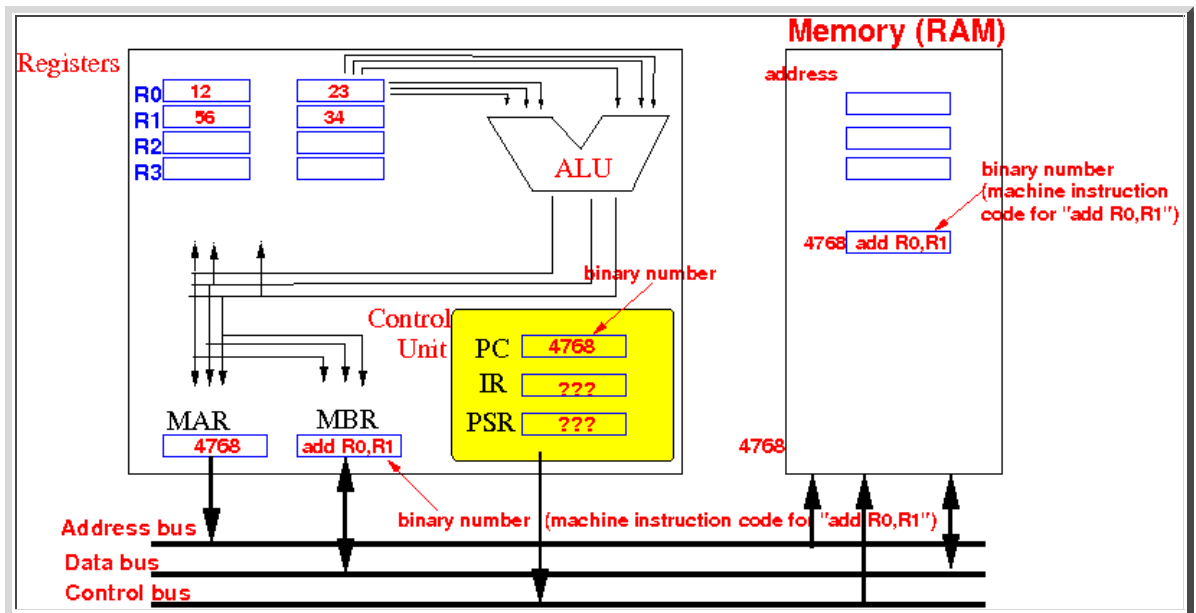 Memory (RAM)
Registers
address
R0 12 23
R1 56 34
R2
R3
ALU
binary number
(machine instruction
code for "add R0,R1")
4768 add R0,R1
binary number
Control
Unit
PC 4768
IR ???
PSR ???
MAR MBR
4768 add R0,R1
4768
binary number (machine instruction code for "add R0,R1")
Address bus
Data bus
Control bus